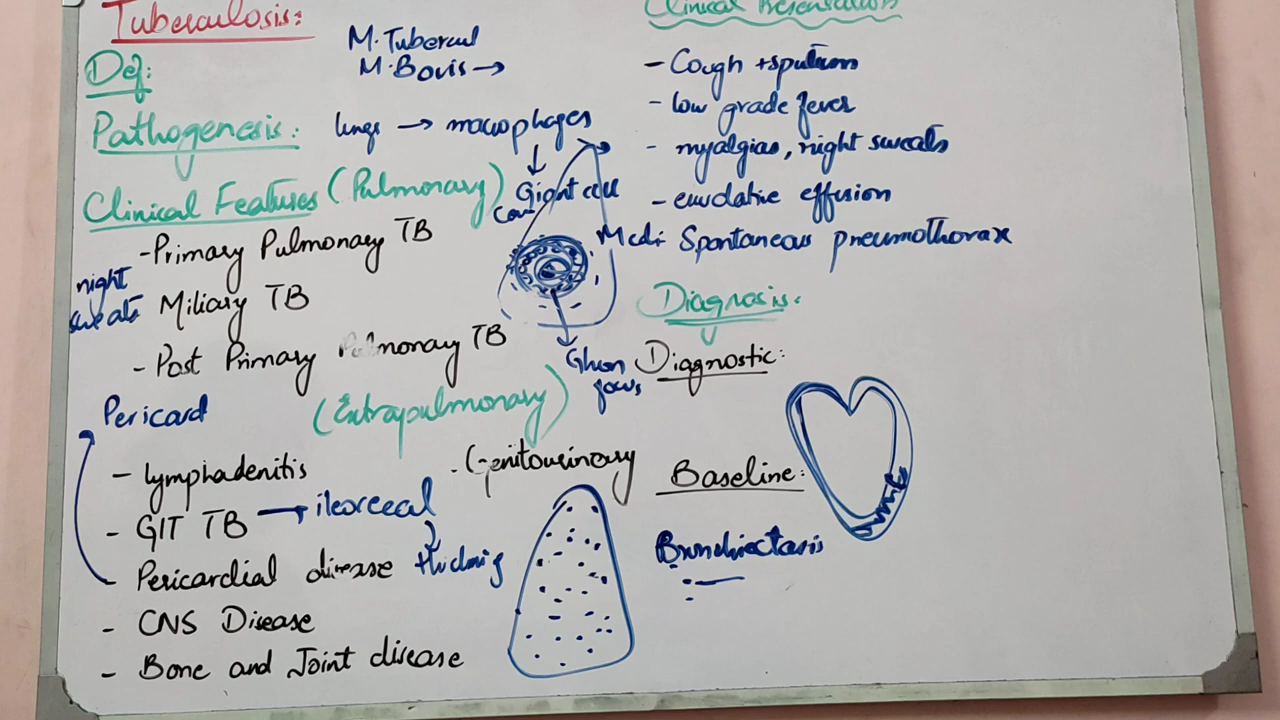 Tuberculosis:
Def:
M. Tubercul
M. Bovis →
Pathogenesis: lungs → macrophages
↓
Giant cell
Clinical Features (Pulmonary)
- Primary Pulmonary TB
night
sweats
Miliary TB
- Post Primary Pulmonary TB
Ghon
focus
Pericard
(Extrapulmonary)
- lymphadenitis
- Genitourinary
- GIT TB → ileocecal
- Pericardial disease
- CNS Disease
- Bone and Joint disease
Clinical Presentation
- Cough + sputum
- low grade fever
- myalgias, night sweats
- exudative effusion
Spontaneous pneumothorax
Diagnosis:
Diagnostic:
Baseline:
Bronchiectasis